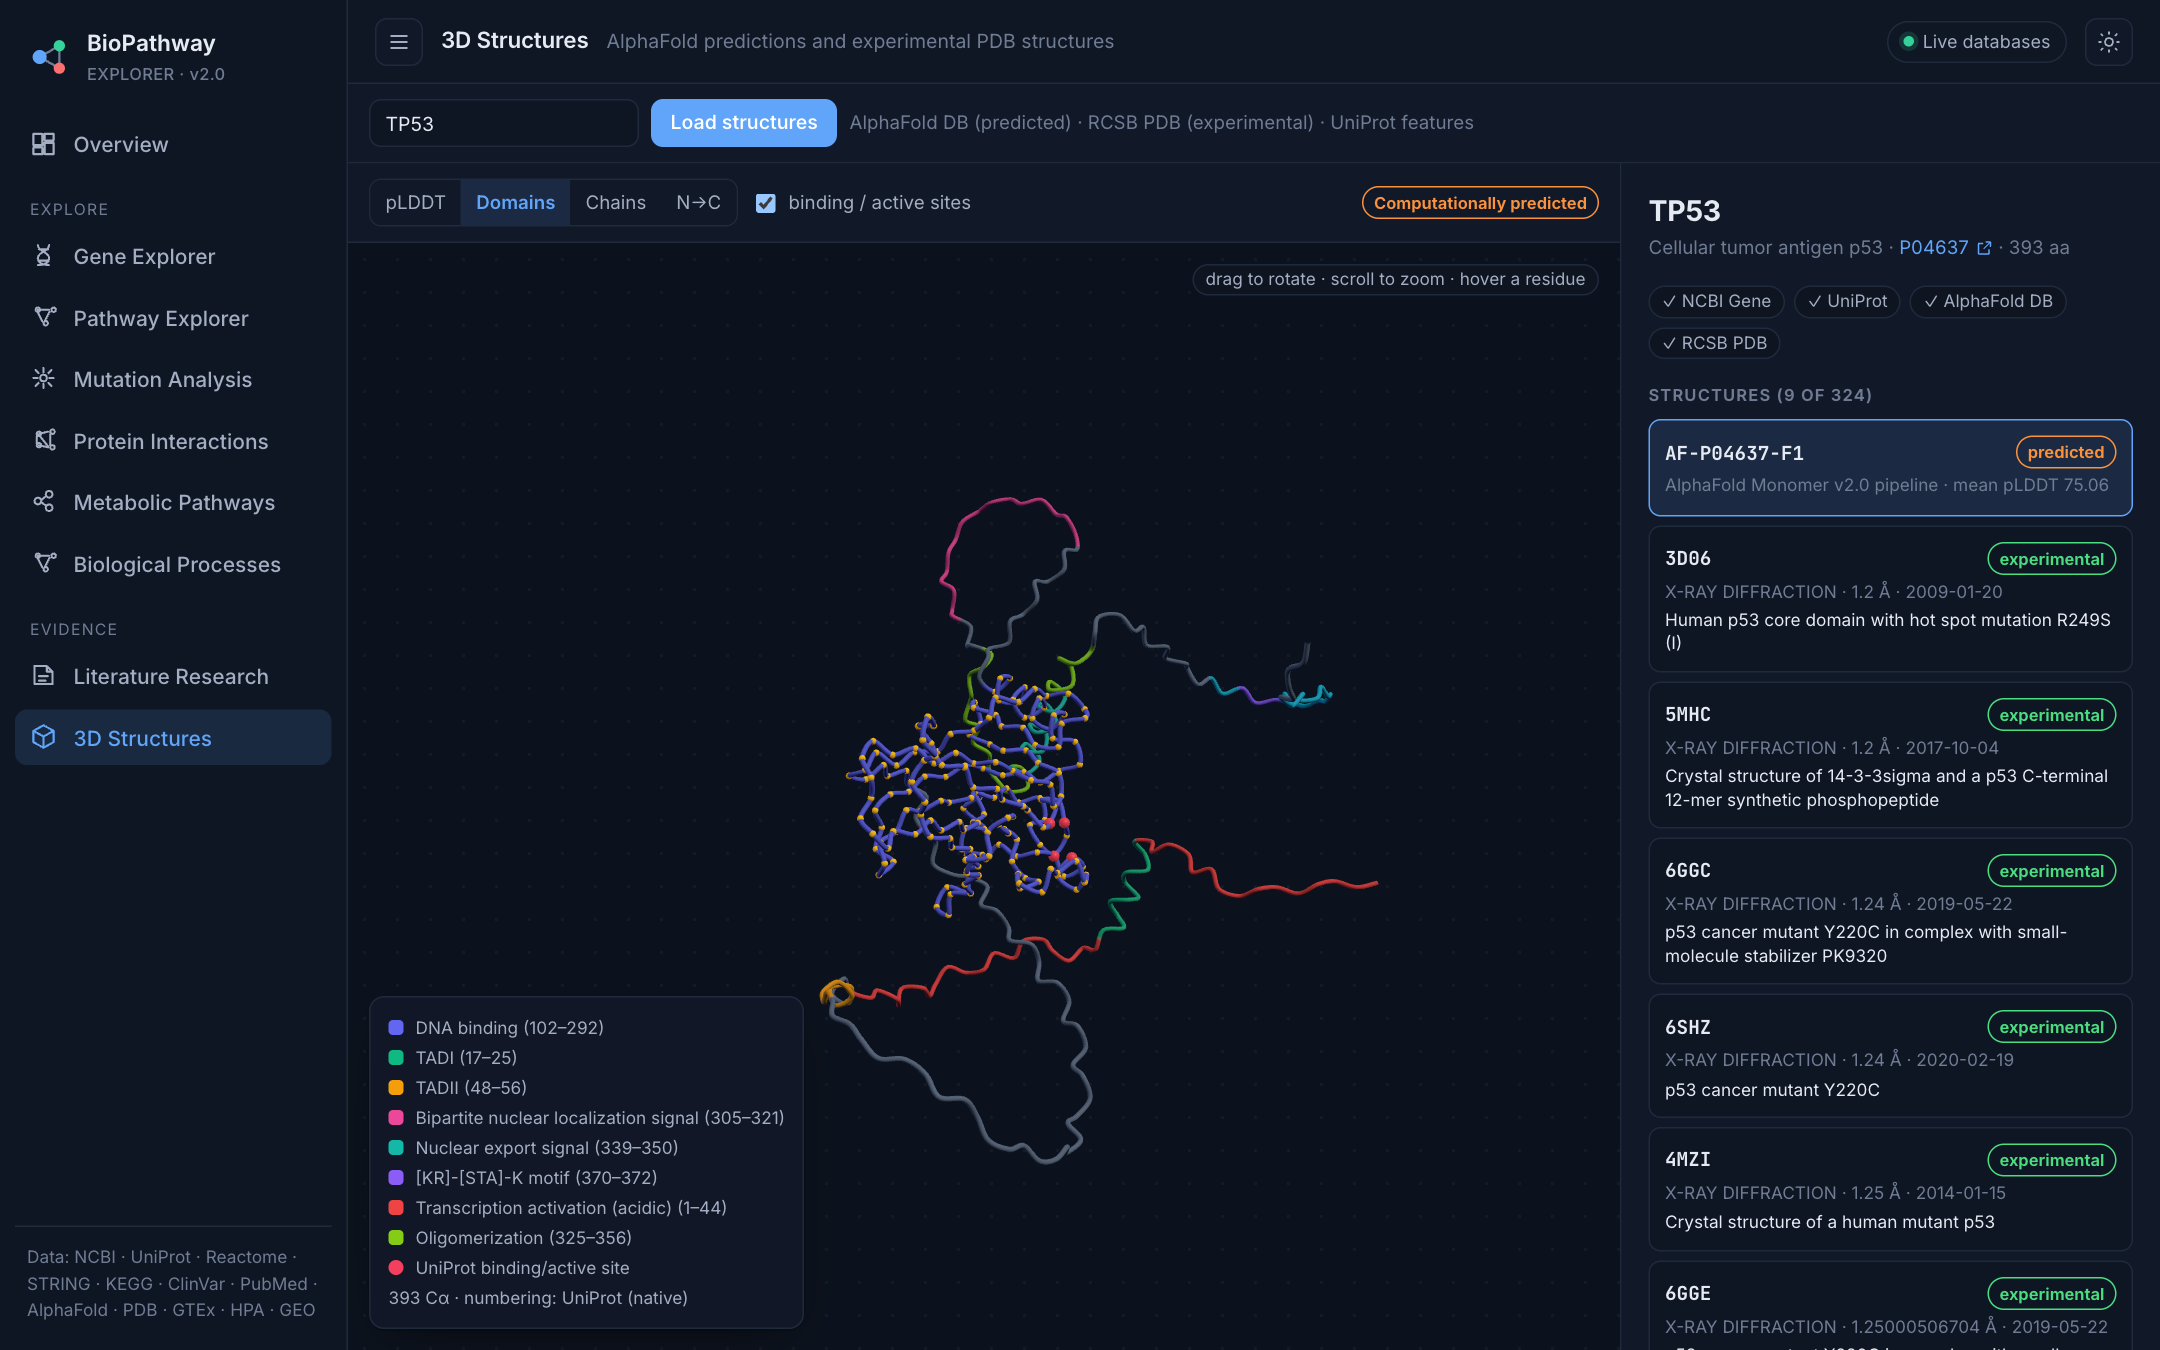 BioPathway
EXPLORER · v2.0
Overview
EXPLORE
Gene Explorer
Pathway Explorer
Mutation Analysis
Protein Interactions
Metabolic Pathways
Biological Processes
EVIDENCE
Literature Research
3D Structures
Data: NCBI · UniProt · Reactome ·
STRING · KEGG · ClinVar · PubMed ·
AlphaFold · PDB · GTEx · HPA · GEO
3D Structures AlphaFold predictions and experimental PDB structures
Live databases
TP53
Load structures
AlphaFold DB (predicted) · RCSB PDB (experimental) · UniProt features
pLDDT Domains Chains N→C
binding / active sites
Computationally predicted
drag to rotate · scroll to zoom · hover a residue
DNA binding (102–292)
TADI (17–25)
TADII (48–56)
Bipartite nuclear localization signal (305–321)
Nuclear export signal (339–350)
[KR]-[STA]-K motif (370–372)
Transcription activation (acidic) (1–44)
Oligomerization (325–356)
UniProt binding/active site
393 Cα · numbering: UniProt (native)
TP53
Cellular tumor antigen p53 · P04637 · 393 aa
✓ NCBI Gene ✓ UniProt ✓ AlphaFold DB
✓ RCSB PDB
STRUCTURES (9 OF 324)
AF-P04637-F1 predicted
AlphaFold Monomer v2.0 pipeline · mean pLDDT 75.06
3D06 experimental
X-RAY DIFFRACTION · 1.2 Å · 2009-01-20
Human p53 core domain with hot spot mutation R249S
(I)
5MHC experimental
X-RAY DIFFRACTION · 1.2 Å · 2017-10-04
Crystal structure of 14-3-3sigma and a p53 C-terminal
12-mer synthetic phosphopeptide
6GGC experimental
X-RAY DIFFRACTION · 1.24 Å · 2019-05-22
p53 cancer mutant Y220C in complex with small-
molecule stabilizer PK9320
6SHZ experimental
X-RAY DIFFRACTION · 1.24 Å · 2020-02-19
p53 cancer mutant Y220C
4MZI experimental
X-RAY DIFFRACTION · 1.25 Å · 2014-01-15
Crystal structure of a human mutant p53
6GGE experimental
X-RAY DIFFRACTION · 1.25000506704 Å · 2019-05-22